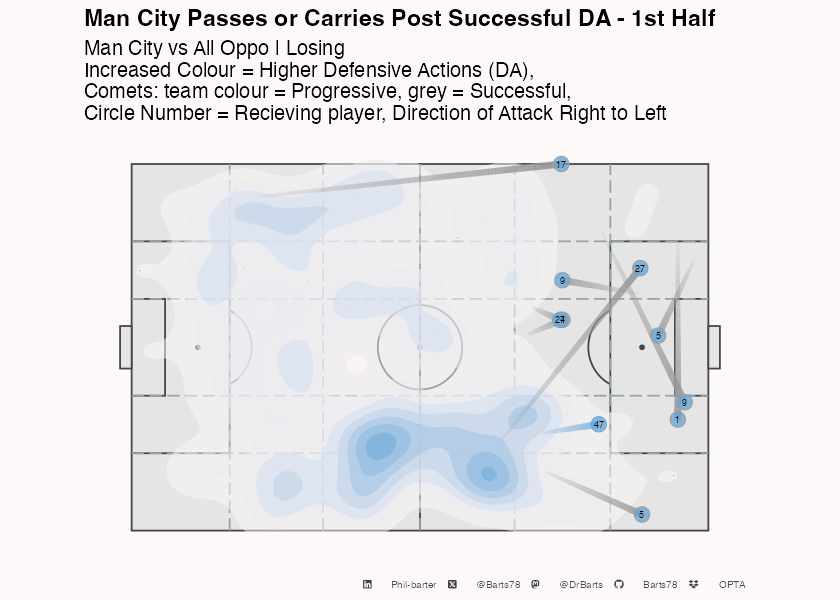 Man City Passes or Carries Post Successful DA - 1st Half
Man City vs All Oppo | Losing
Increased Colour = Higher Defensive Actions (DA),
Comets: team colour = Progressive, grey = Successful,
Circle Number = Recieving player, Direction of Attack Right to Left
17
27
9
5
9
1
47
5
Phil-barter @Barts78 @DrBarts Barts78 OPTA